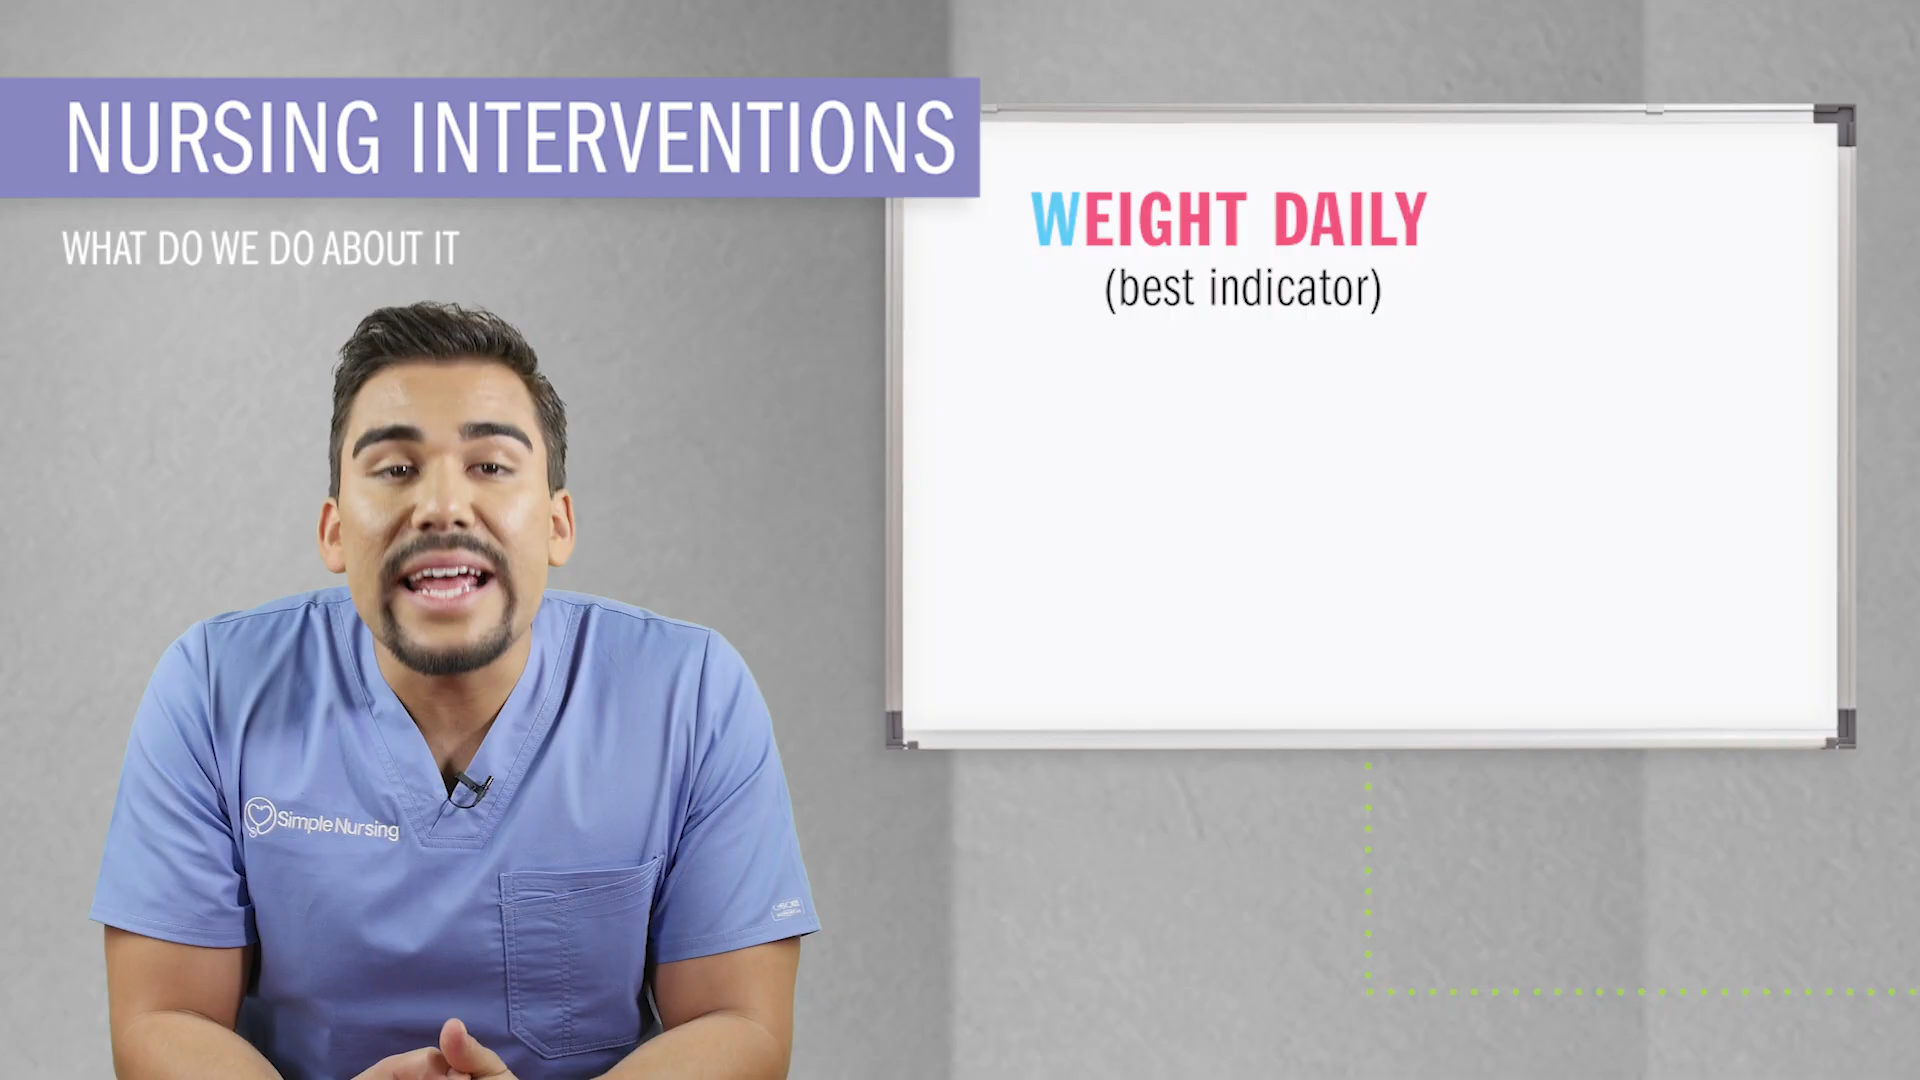 NURSING INTERVENTIONS
WHAT DO WE DO ABOUT IT
WEIGHT DAILY
(best indicator)
SimpleNursing